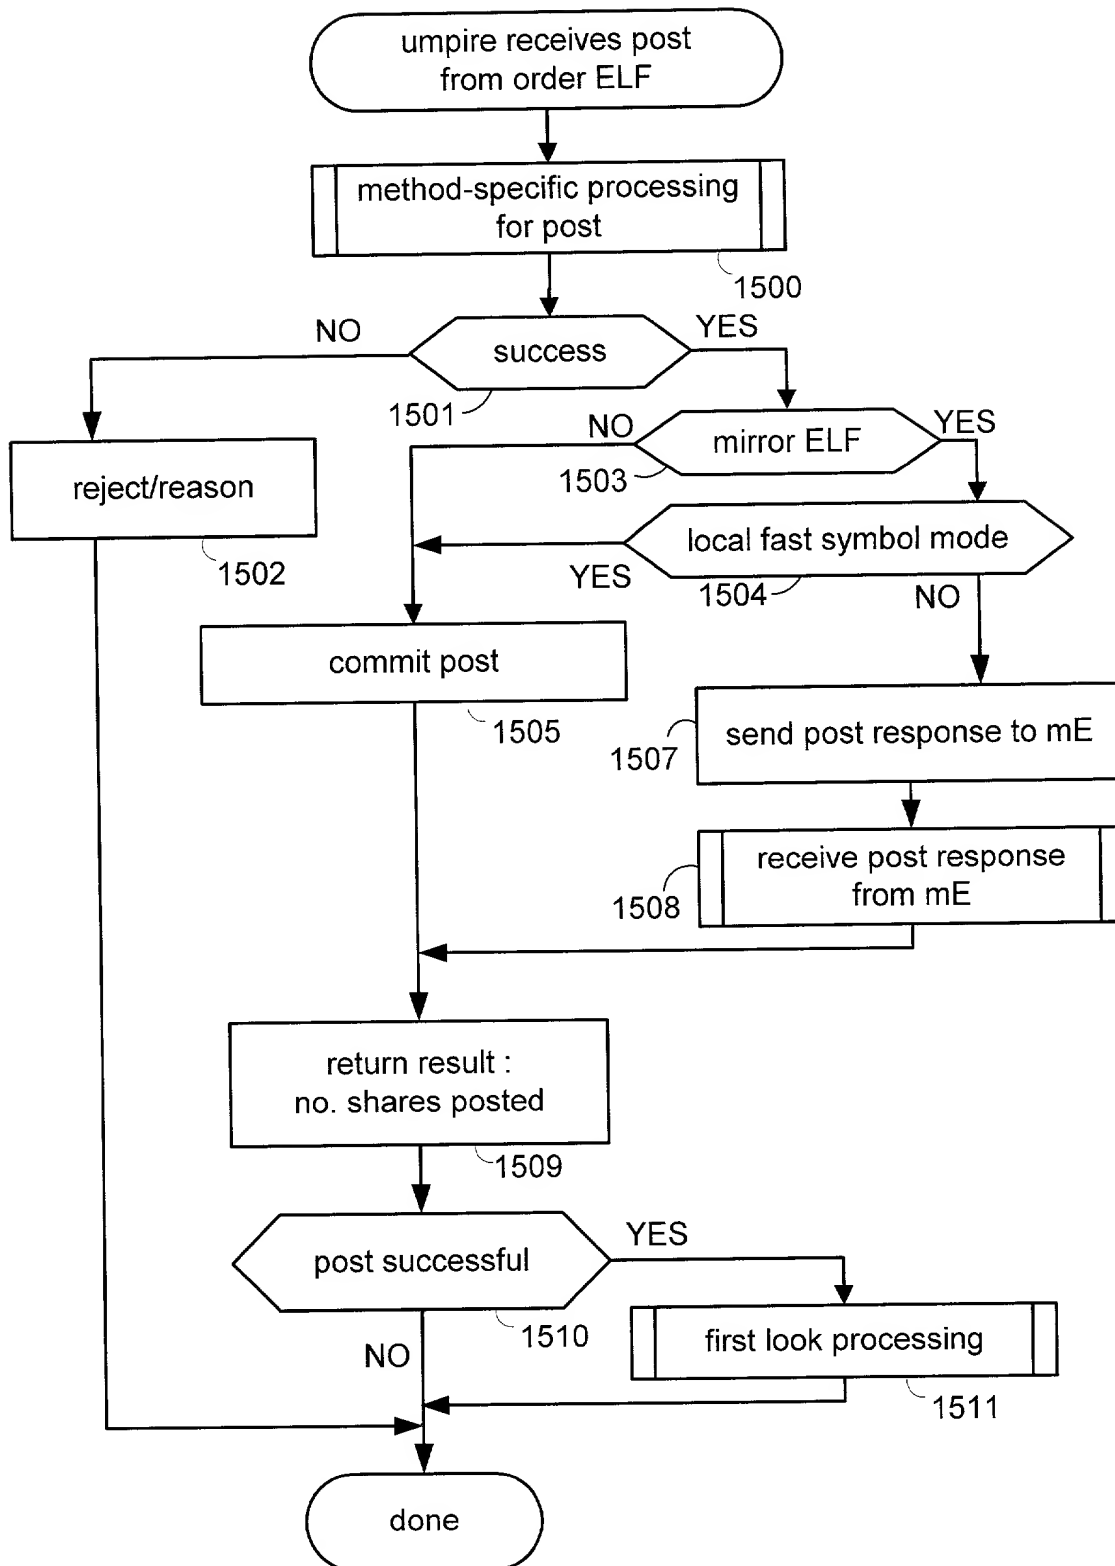 umpire receives post
from order ELF
method-specific processing
for post
1500
NO
YES
success
1501
NO
YES
mirror ELF
1503
reject/reason
1502
local fast symbol mode
YES
1504
NO
commit post
1505
send post response to mE
1507
receive post response
from mE
1508
return result :
no. shares posted
1509
YES
post successful
1510
NO
first look processing
1511
done